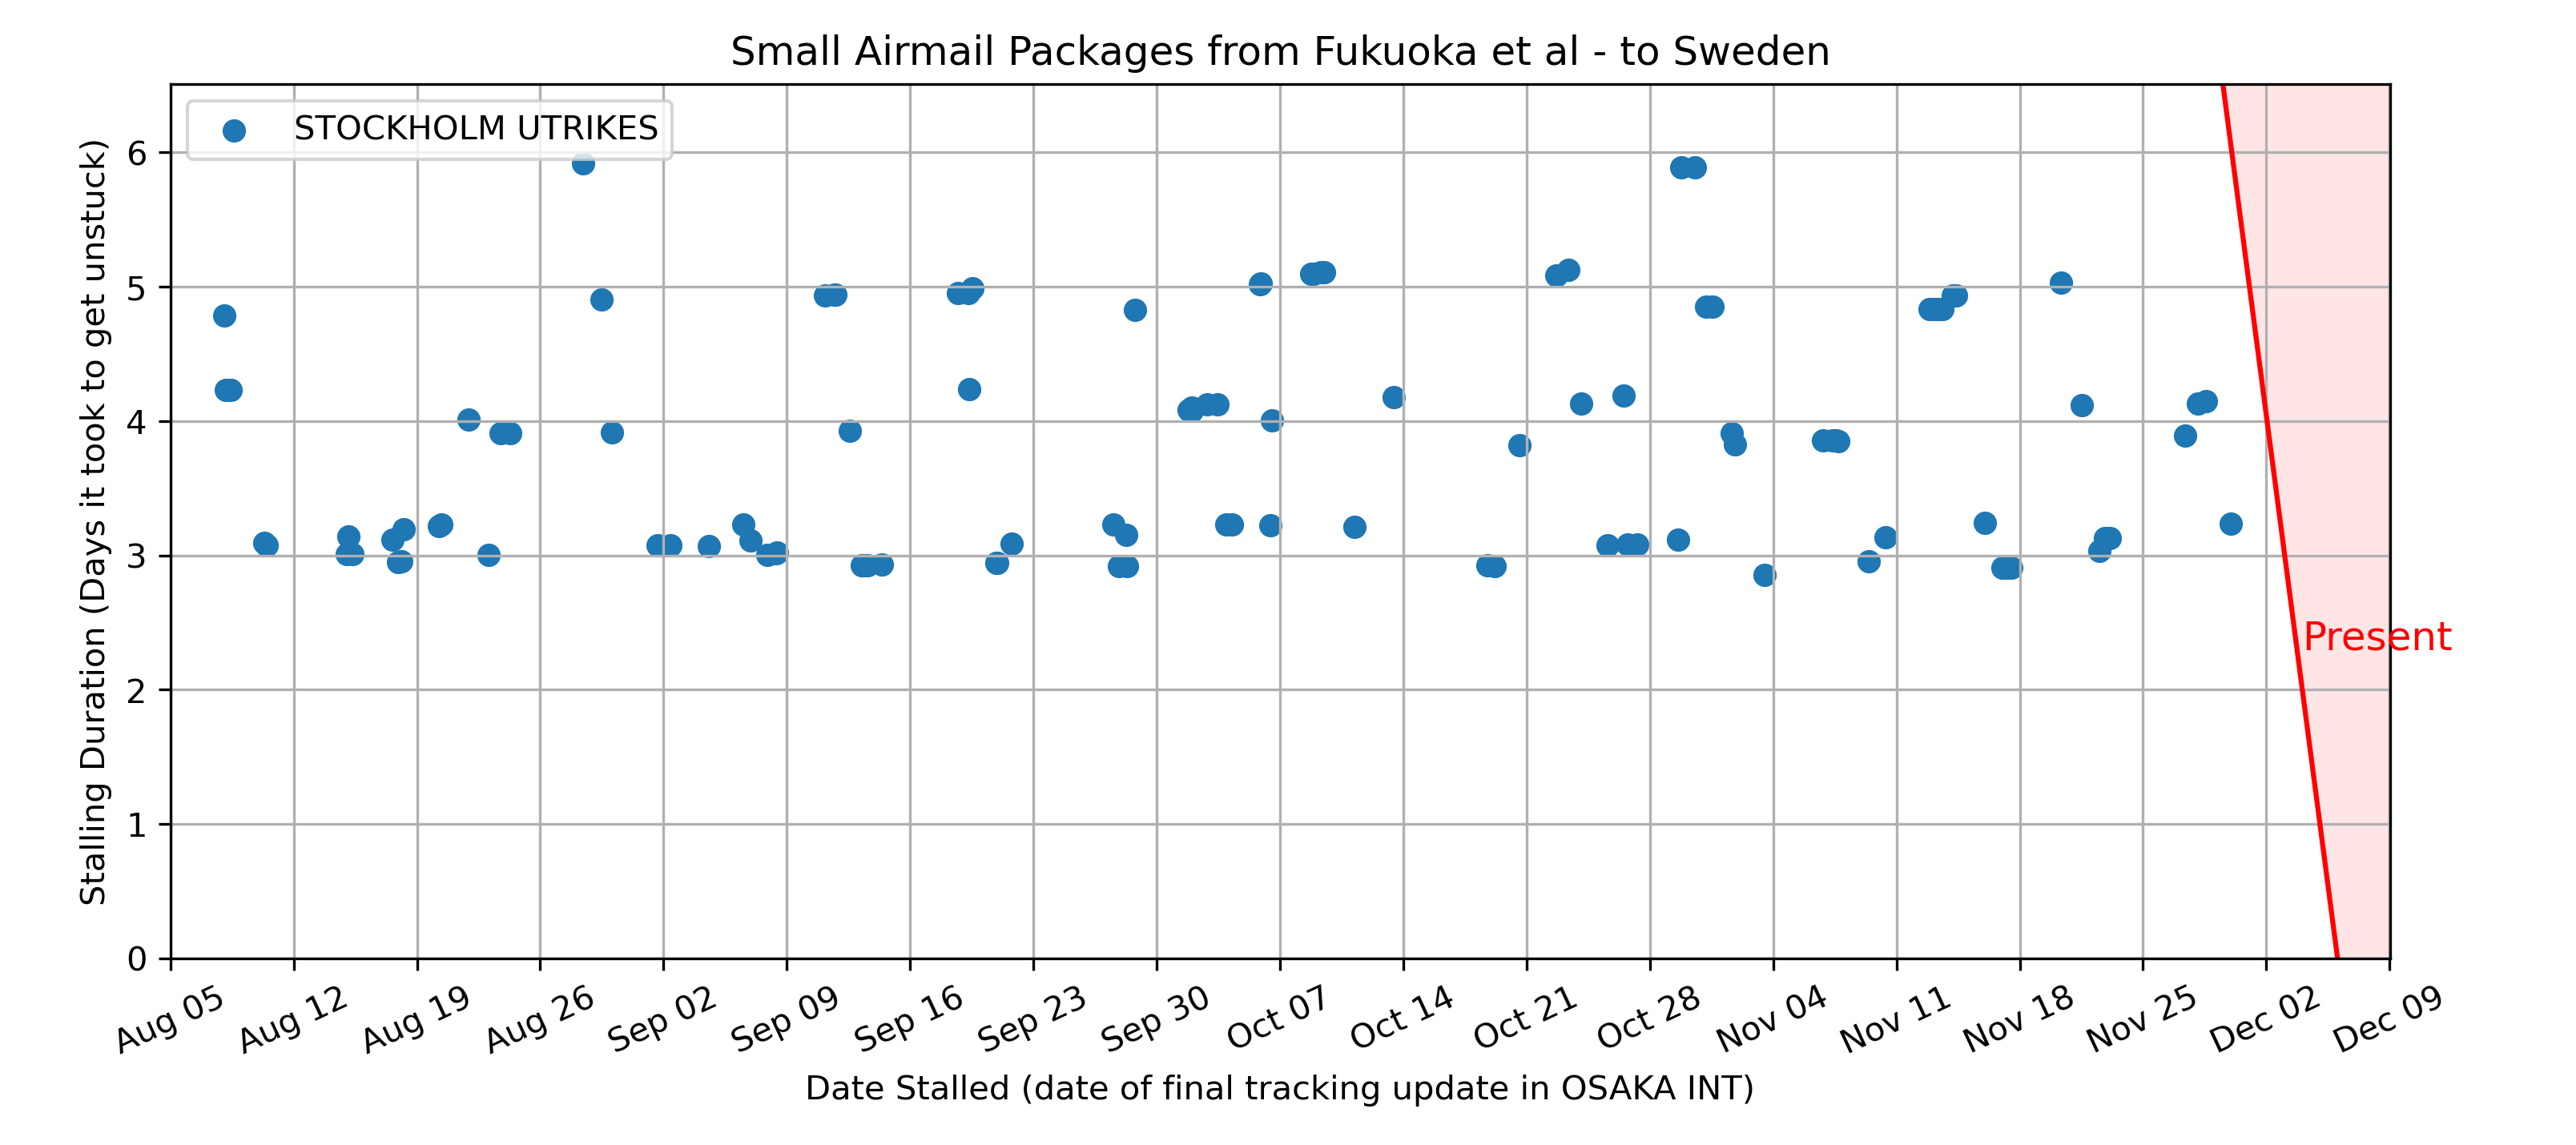 Small Airmail Packages from Fukuoka et al - to Sweden
STOCKHOLM UTRIKES
Stalling Duration (Days it took to get unstuck)
6
5
4
3
2
1
0
Present
Aug 05
Aug 12
Aug 19
Aug 26
Sep 02
Sep 09
Sep 16
Sep 23
Sep 30
Oct 07
Oct 14
Oct 21
Oct 28
Nov 04
Nov 11
Nov 18
Nov 25
Dec 02
Dec 09
Date Stalled (date of final tracking update in OSAKA INT)